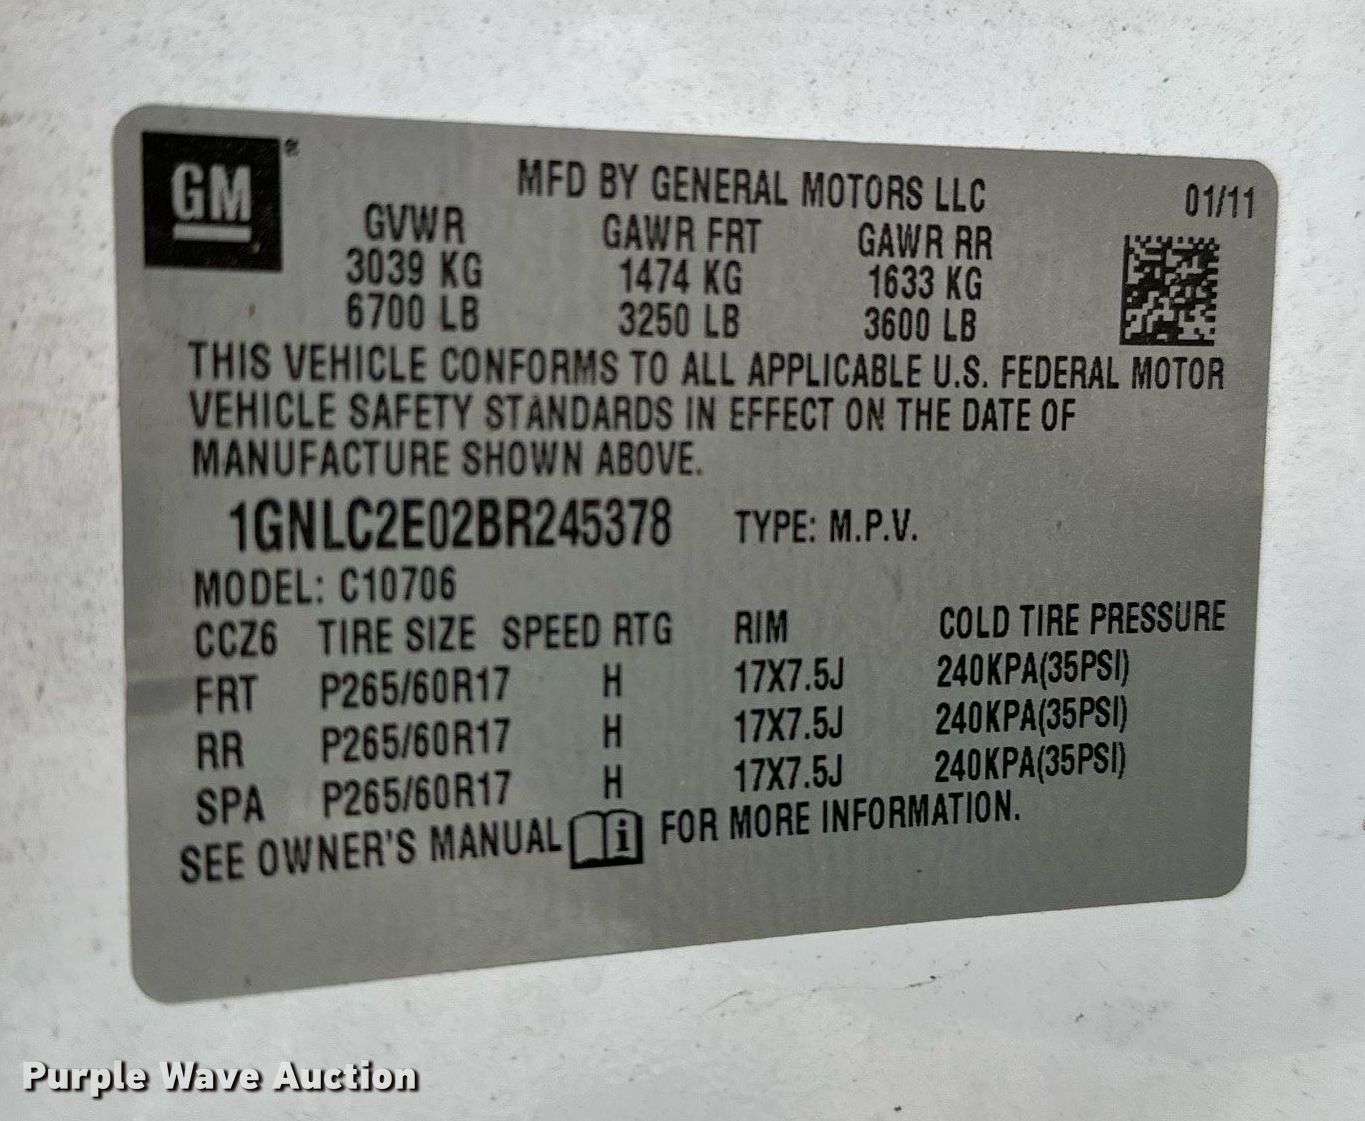 GM ®
MFD BY GENERAL MOTORS LLC 01/11
GVWR GAWR FRT GAWR RR
3039 KG 1474 KG 1633 KG
6700 LB 3250 LB 3600 LB
THIS VEHICLE CONFORMS TO ALL APPLICABLE U.S. FEDERAL MOTOR
VEHICLE SAFETY STANDARDS IN EFFECT ON THE DATE OF
MANUFACTURE SHOWN ABOVE.
1GNLC2E02BR245378 TYPE: M.P.V.
MODEL: C10706
CCZ6 TIRE SIZE SPEED RTG RIM COLD TIRE PRESSURE
FRT P265/60R17 H 17X7.5J 240KPA(35PSI)
RR P265/60R17 H 17X7.5J 240KPA(35PSI)
SPA P265/60R17 H 17X7.5J 240KPA(35PSI)
SEE OWNER'S MANUAL i FOR MORE INFORMATION.
Purple Wave Auction